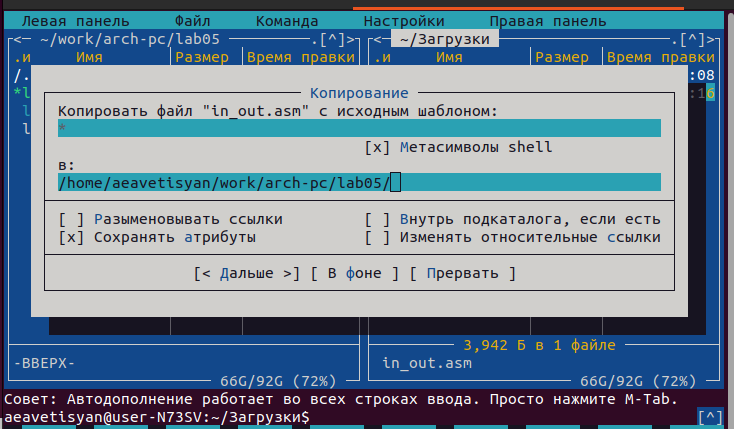 Левая панель Файл Команда Настройки Правая панель
<─ ~/work/arch-pc/lab05 ─.[^]> <─ ~/Загрузки ─.[^]>
.и Имя Размер Время правки .и Имя Размер Время правки
/. :08
*l :16
l
l
Копирование
Копировать файл "in_out.asm" с исходным шаблоном:
*
[x] Метасимволы shell
в:
/home/aeavetisyan/work/arch-pc/lab05/
[ ] Разыменовывать ссылки [ ] Внутрь подкаталога, если есть
[x] Сохранять атрибуты [ ] Изменять относительные ссылки
[< Дальше >] [ В фоне ] [ Прервать ]
3,942 Б в 1 файле
-ВВЕРХ- in_out.asm
66G/92G (72%) 66G/92G (72%)
Совет: Автодополнение работает во всех строках ввода. Просто нажмите M-Tab.
aeavetisyan@user-N73SV:~/Загрузки$ [^]